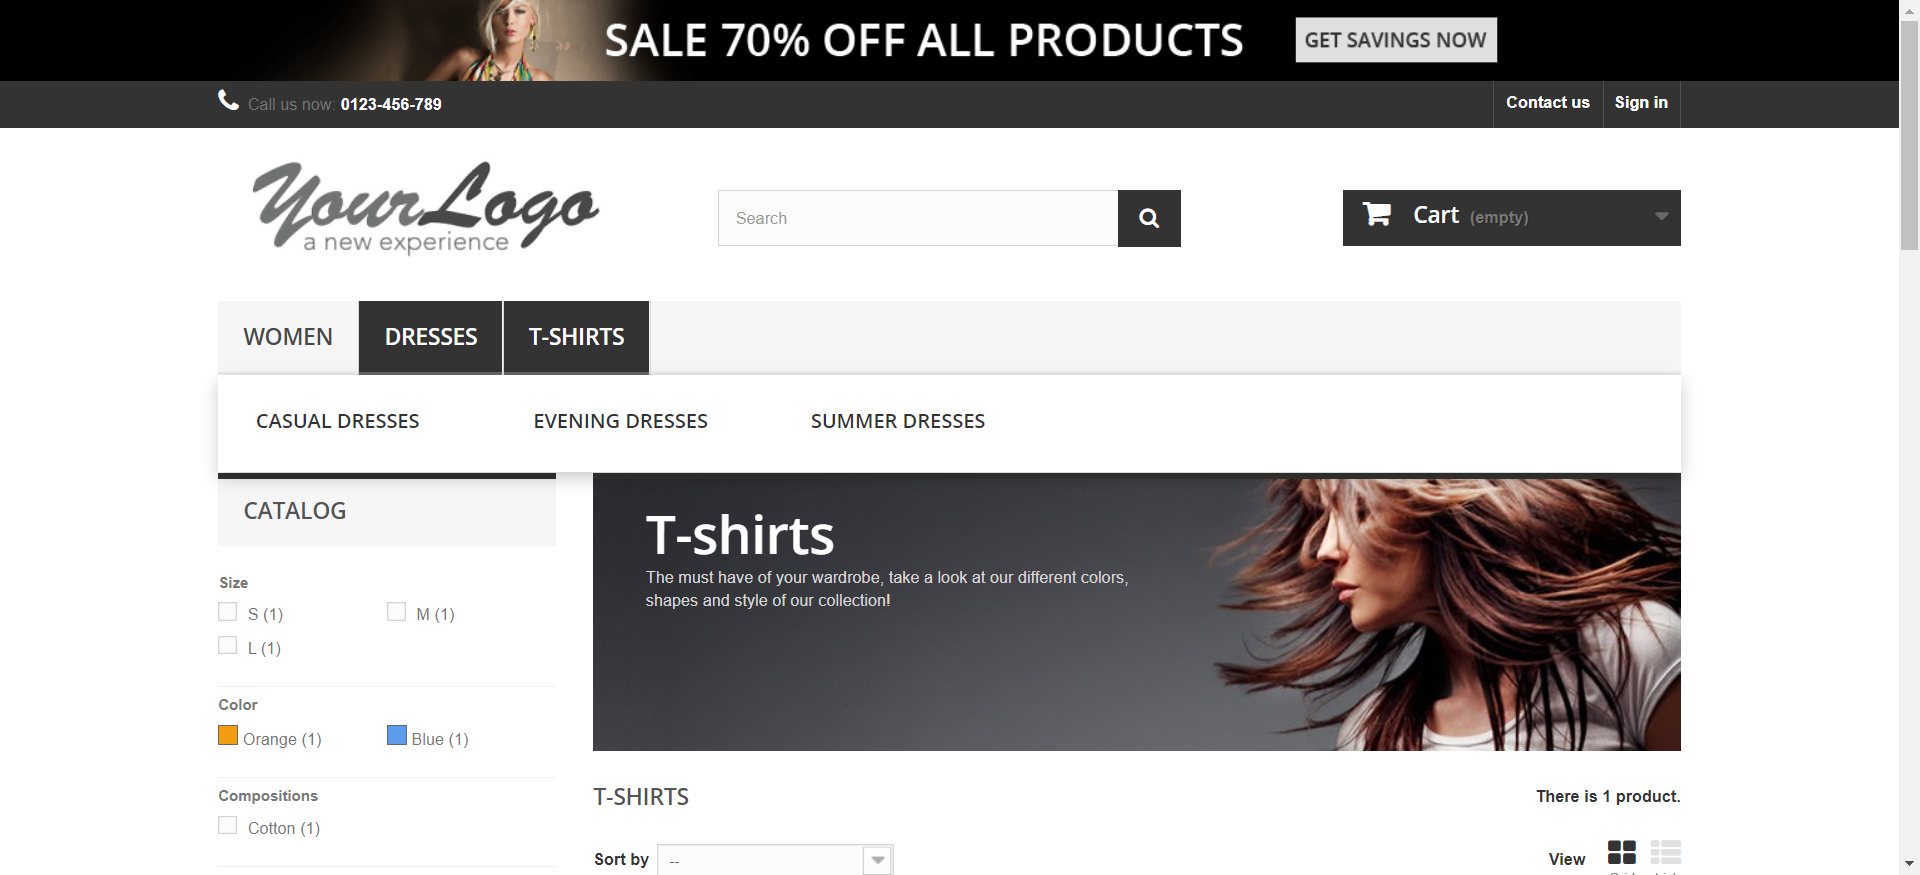 SALE 70% OFF ALL PRODUCTS
GET SAVINGS NOW
Call us now: 0123-456-789
Contact us
Sign in
YourLogo
a new experience
Search
Cart (empty)
WOMEN
DRESSES
T-SHIRTS
CASUAL DRESSES
EVENING DRESSES
SUMMER DRESSES
CATALOG
Size
S (1)
M (1)
L (1)
Color
Orange (1)
Blue (1)
Compositions
Cotton (1)
T-shirts
The must have of your wardrobe, take a look at our different colors,
shapes and style of our collection!
T-SHIRTS
There is 1 product.
Sort by
--
View